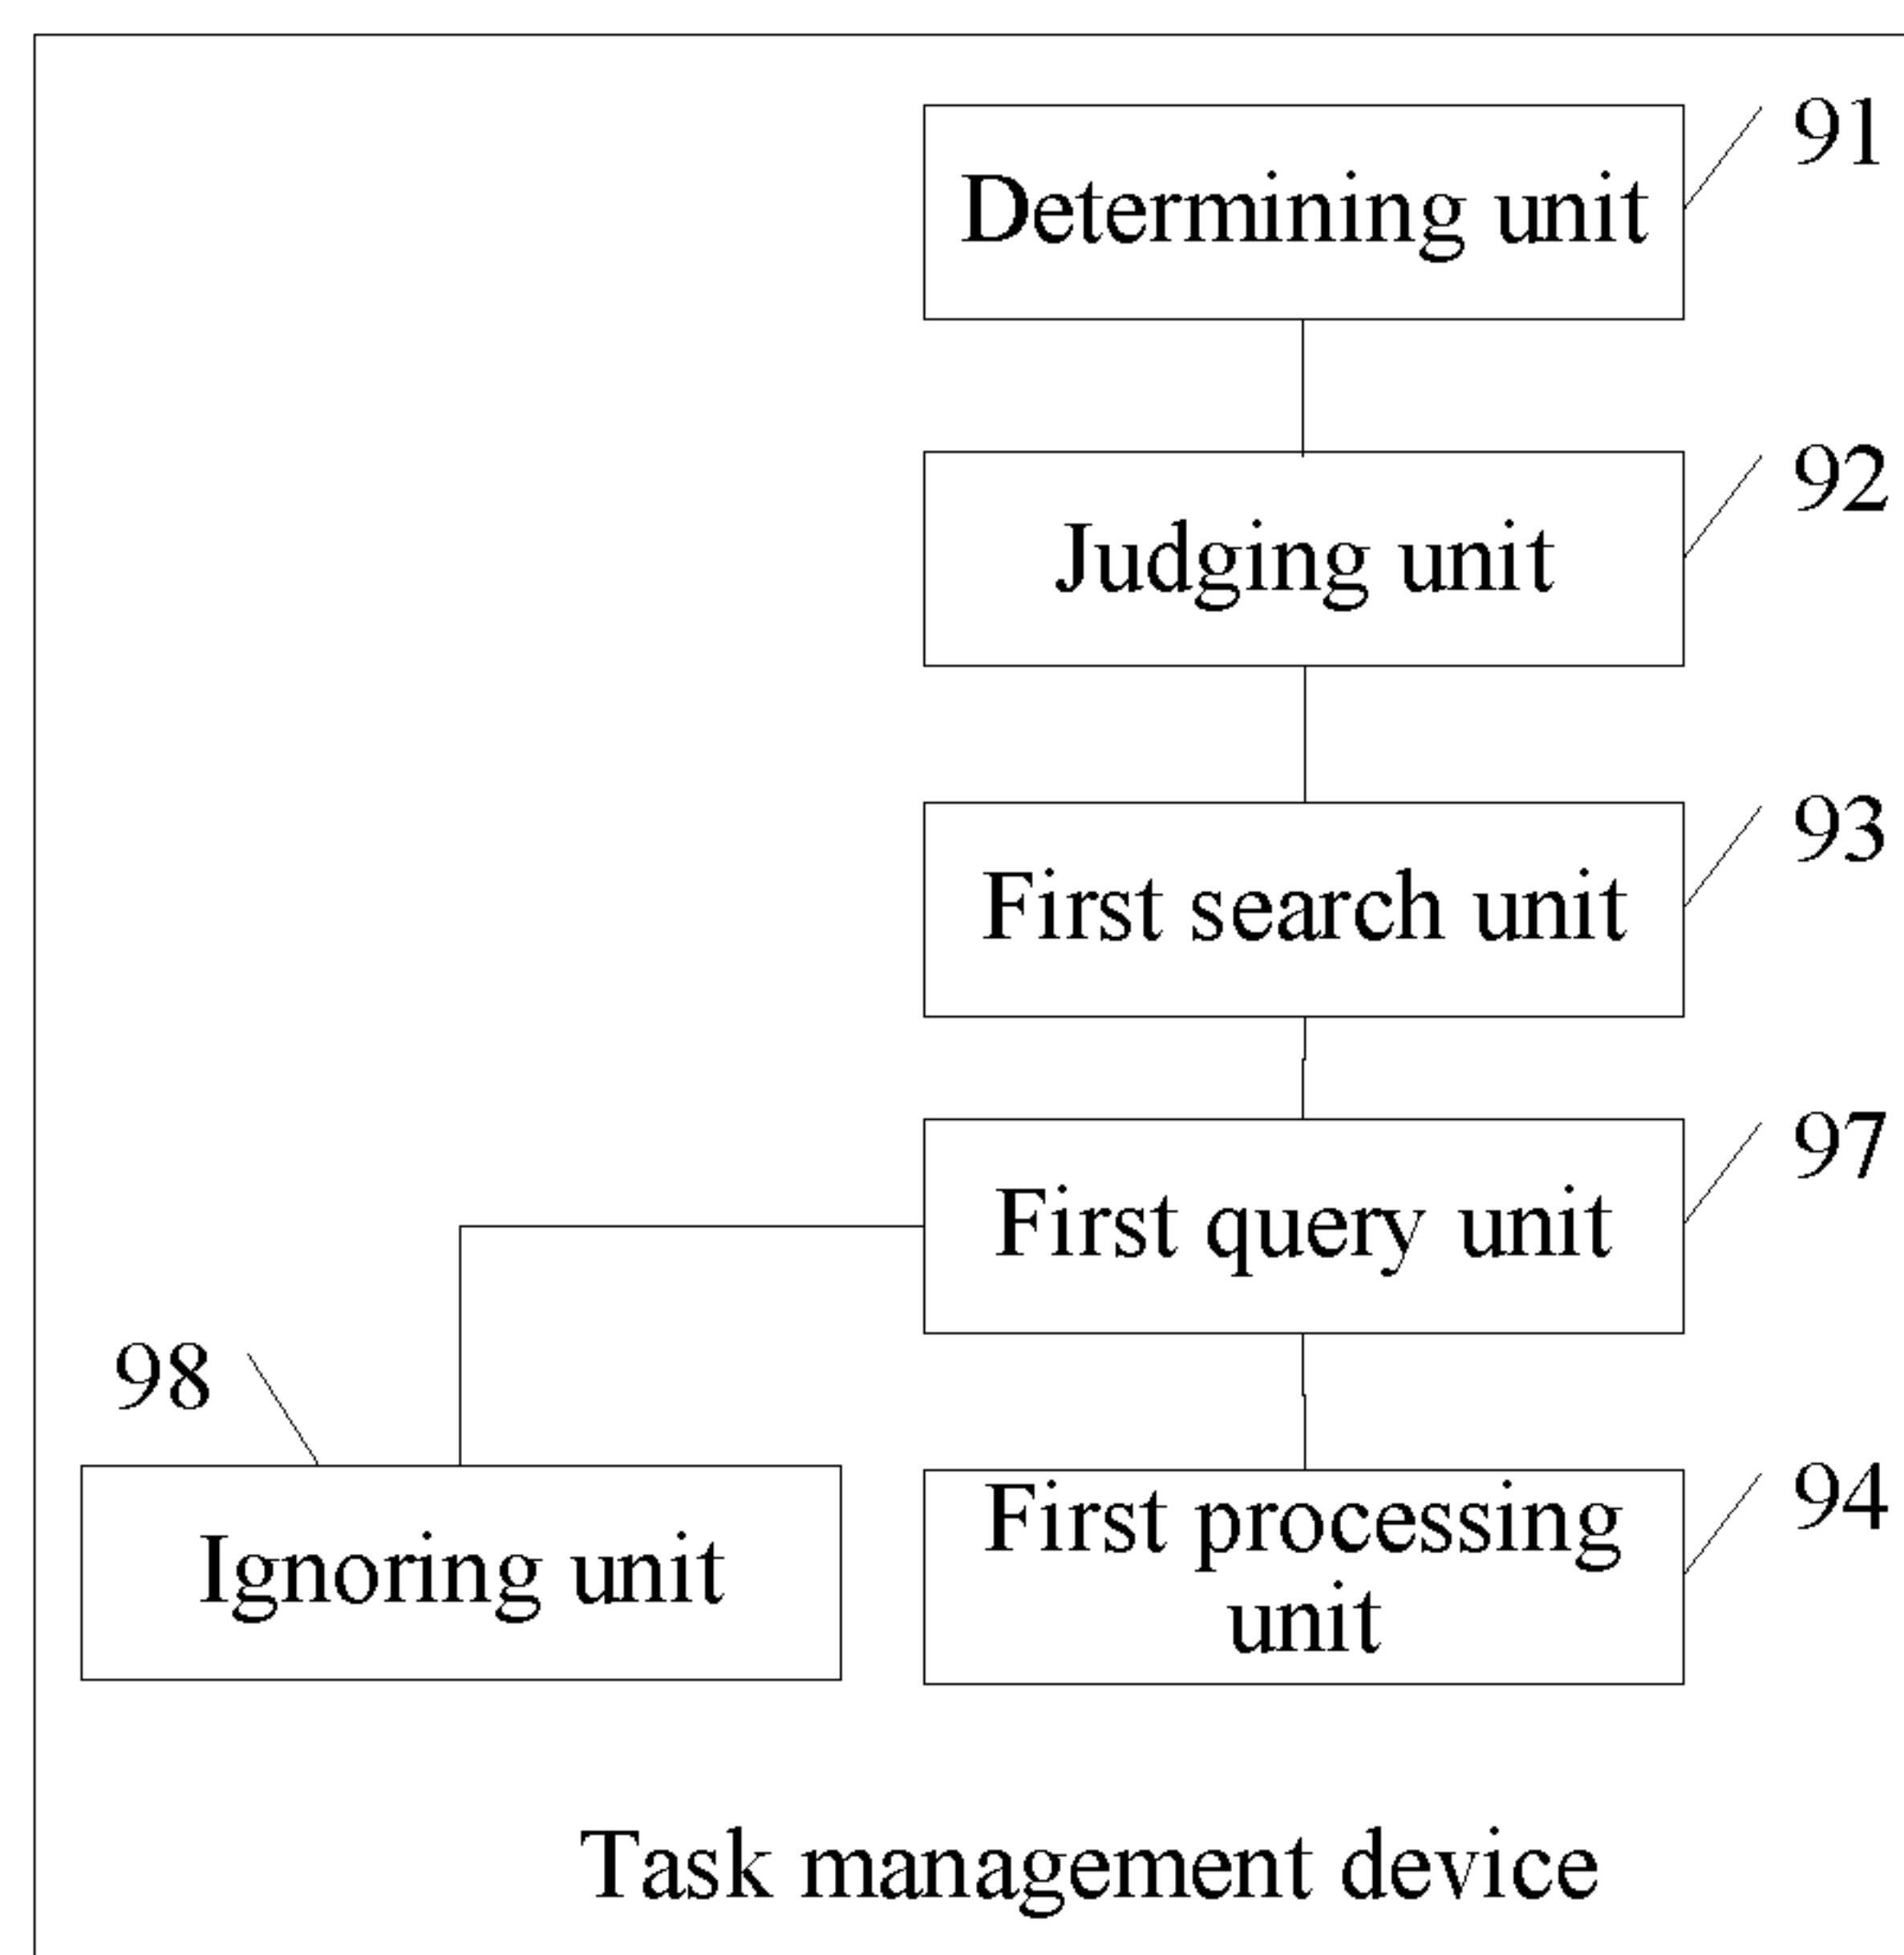 91
Determining unit
92
Judging unit
93
First search unit
97
First query unit
98
Ignoring unit
First processing
unit
94
Task management device